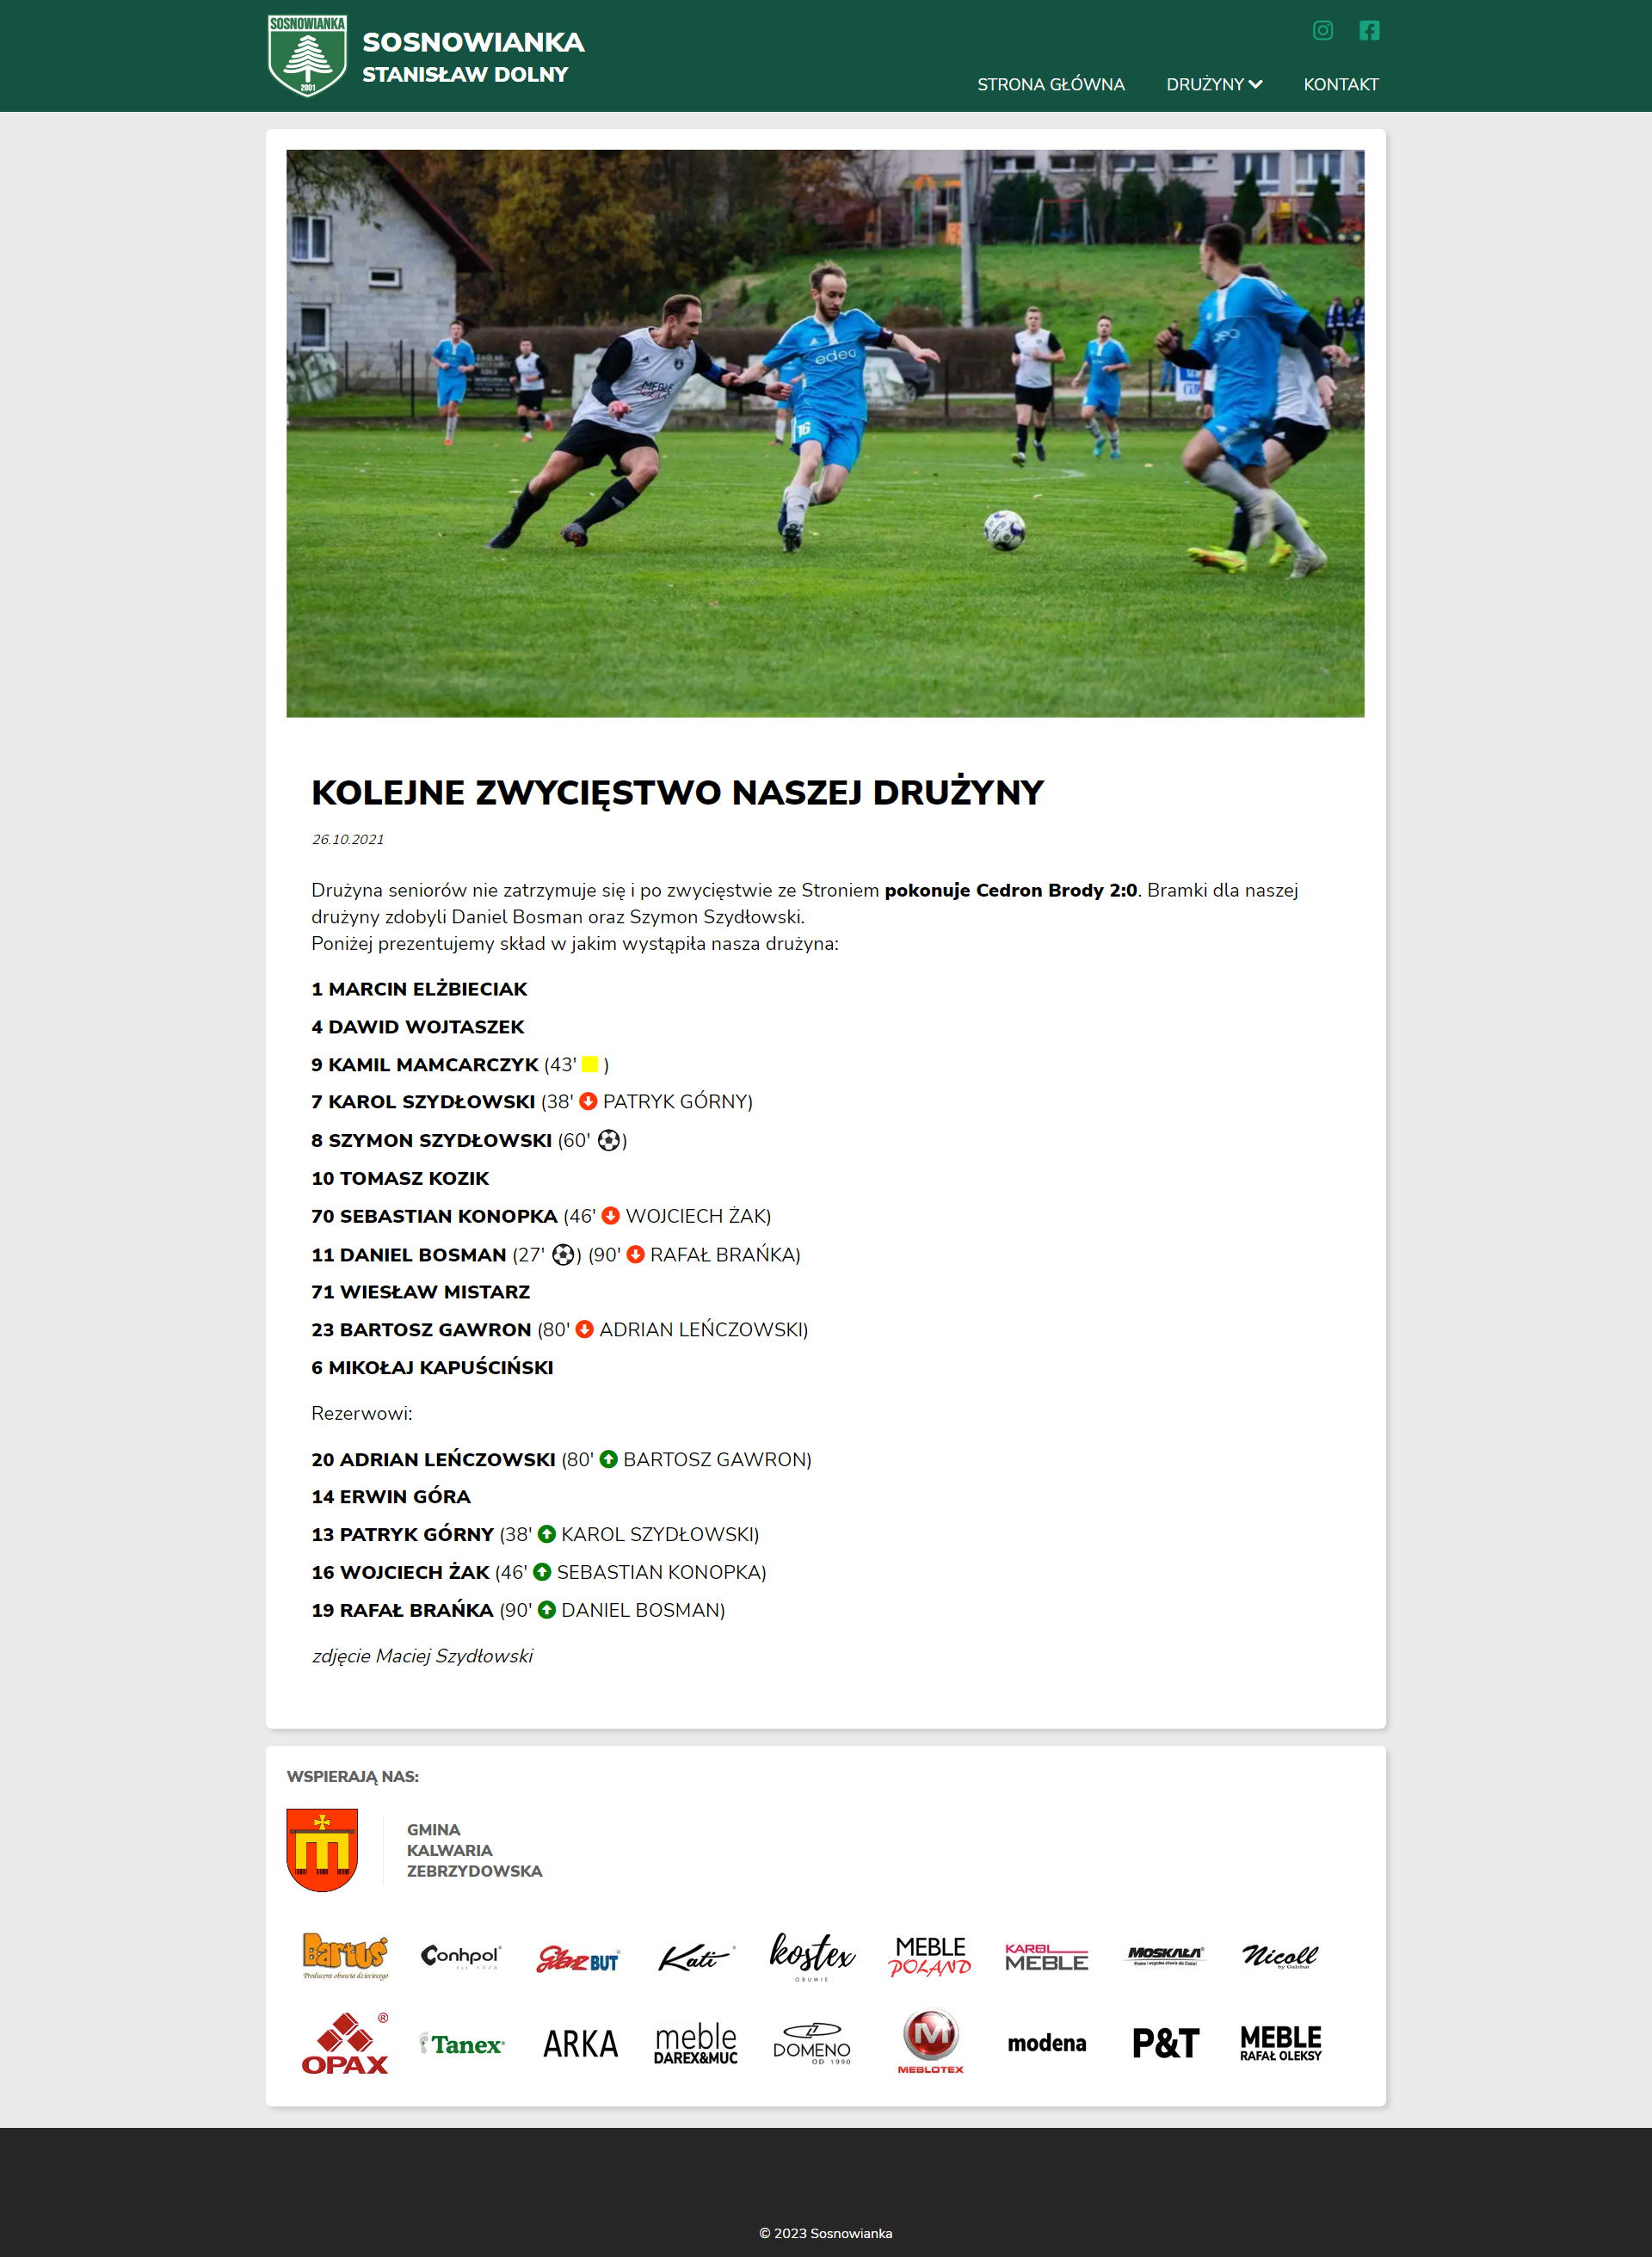 SOSNOWIANKA
2001
SOSNOWIANKA
STANISŁAW DOLNY
STRONA GŁÓWNA
DRUŻYNY
KONTAKT
MEBLE
edeo
16
KOLEJNE ZWYCIĘSTWO NASZEJ DRUŻYNY
26.10.2021
Drużyna seniorów nie zatrzymuje się i po zwycięstwie ze Stroniem pokonuje Cedron Brody 2:0. Bramki dla naszej
drużyny zdobyli Daniel Bosman oraz Szymon Szydłowski.
Poniżej prezentujemy skład w jakim wystąpiła nasza drużyna:
1 MARCIN ELŻBIECIAK
4 DAWID WOJTASZEK
9 KAMIL MAMCARCZYK (43' )
7 KAROL SZYDŁOWSKI (38' PATRYK GÓRNY)
8 SZYMON SZYDŁOWSKI (60' )
10 TOMASZ KOZIK
70 SEBASTIAN KONOPKA (46' WOJCIECH ŻAK)
11 DANIEL BOSMAN (27' ) (90' RAFAŁ BRAŃKA)
71 WIESŁAW MISTARZ
23 BARTOSZ GAWRON (80' ADRIAN LEŃCZOWSKI)
6 MIKOŁAJ KAPUŚCIŃSKI
Rezerwowi:
20 ADRIAN LEŃCZOWSKI (80' BARTOSZ GAWRON)
14 ERWIN GÓRA
13 PATRYK GÓRNY (38' KAROL SZYDŁOWSKI)
16 WOJCIECH ŻAK (46' SEBASTIAN KONOPKA)
19 RAFAŁ BRAŃKA (90' DANIEL BOSMAN)
zdjęcie Maciej Szydłowski
WSPIERAJĄ NAS:
GMINA
KALWARIA
ZEBRZYDOWSKA
Bartuś
Producent obuwia dziecięcego
Conhpol
Est. 1974
GlanzBUT
Kati
kostex
OBUWIE
MEBLE
POLAND
KAROL
MEBLE
MOSKAŁA
Nicoll
by Galzbut
OPAX ®
Tanex
ARKA
meble
DAREX&MUC
DOMENO
OD 1990
M
MEBLOTEX
modena
P&T
MEBLE
RAFAŁ OLEKSY
© 2023 Sosnowianka